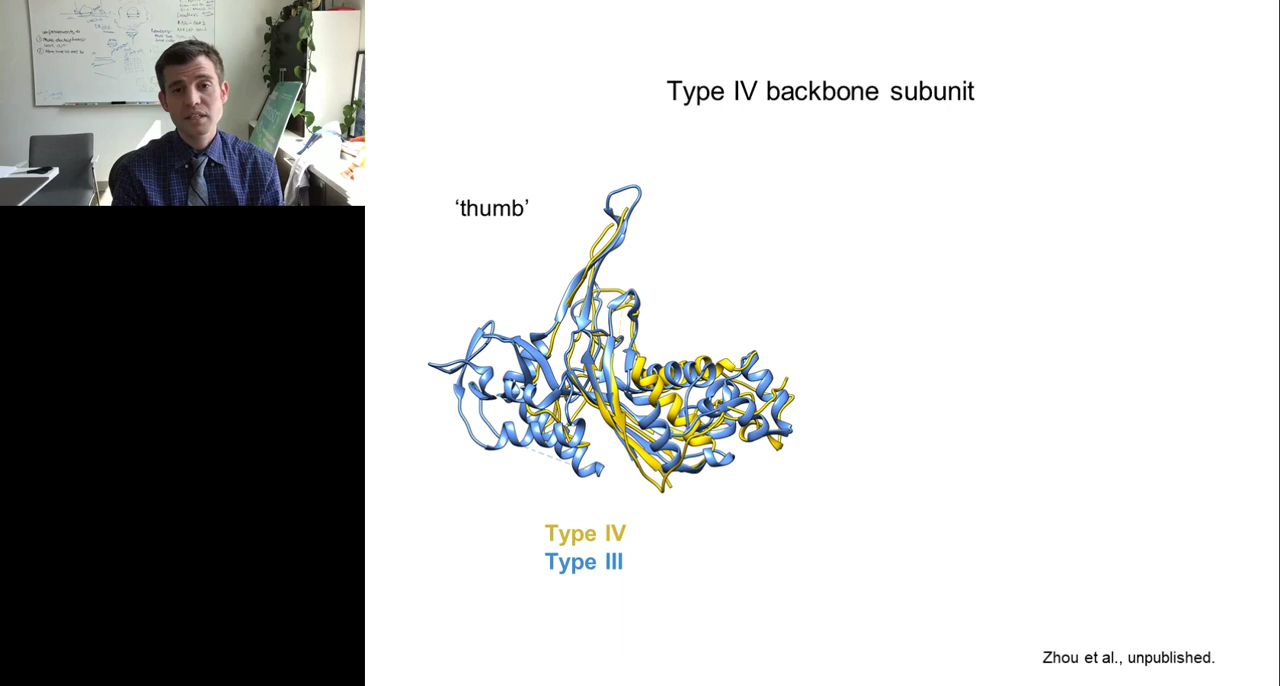 Type IV backbone subunit
‘thumb’
Type IV
Type III
Zhou et al., unpublished.